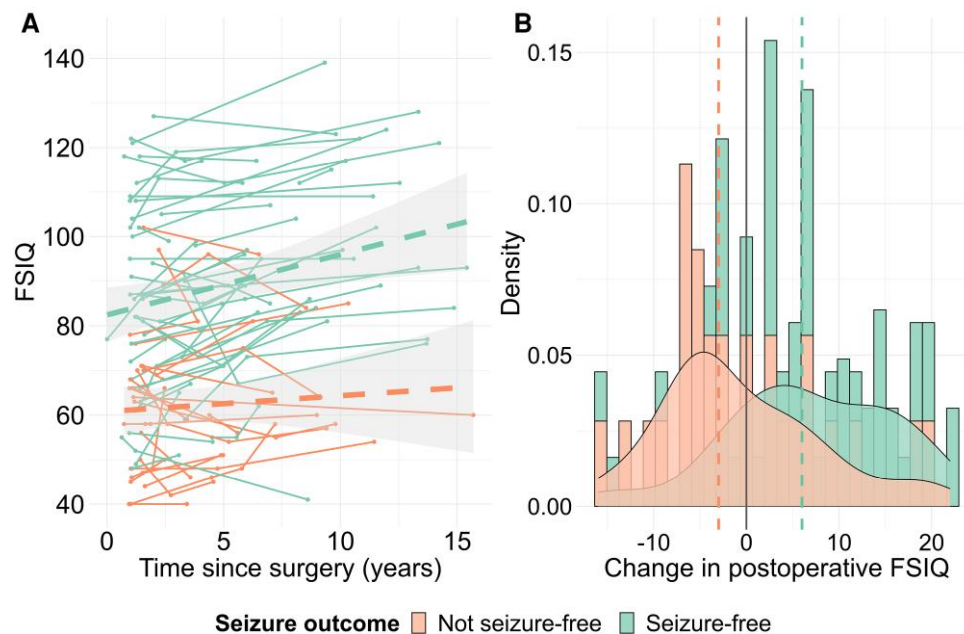 A
140
120
100
80
60
40
FSIQ
0 5 10 15
Time since surgery (years)
B
0.15
0.10
0.05
0.00
Density
-10 0 10 20
Change in postoperative FSIQ
Seizure outcome Not seizure-free Seizure-free